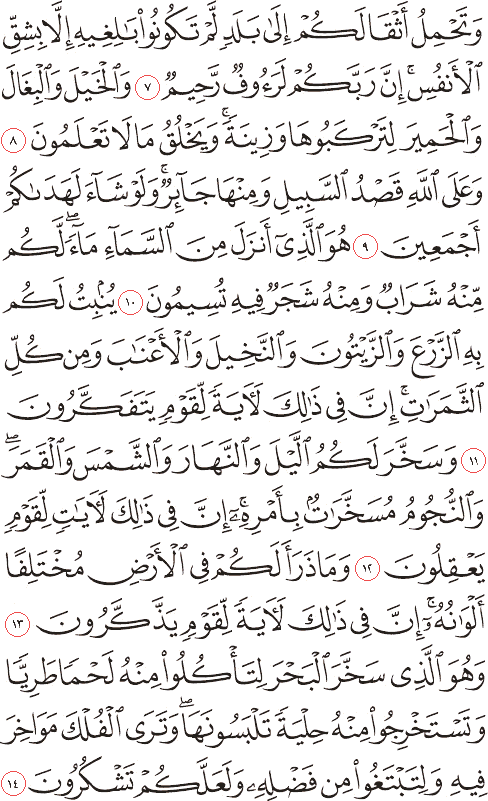 وَتَحْمِلُ أَثْقَالَكُمْ إِلَىٰ بَلَدٍ لَّمْ تَكُونُوا۟ بَـٰلِغِيهِ إِلَّا بِشِقِّ
ٱلْأَنفُسِ ۚ إِنَّ رَبَّكُمْ لَرَءُوفٌ رَّحِيمٌ ٧ وَٱلْخَيْلَ وَٱلْبِغَالَ
وَٱلْحَمِيرَ لِتَرْكَبُوهَا وَزِينَةً ۚ وَيَخْلُقُ مَا لَا تَعْلَمُونَ ٨
وَعَلَى ٱللَّهِ قَصْدُ ٱلسَّبِيلِ وَمِنْهَا جَآئِرٌ ۚ وَلَوْ شَآءَ لَهَدَىٰكُمْ
أَجْمَعِينَ ٩ هُوَ ٱلَّذِىٓ أَنزَلَ مِنَ ٱلسَّمَآءِ مَآءً ۖ لَّكُم
مِّنْهُ شَرَابٌ وَمِنْهُ شَجَرٌ فِيهِ تُسِيمُونَ ١٠ يُنۢبِتُ لَكُم
بِهِ ٱلزَّرْعَ وَٱلزَّيْتُونَ وَٱلنَّخِيلَ وَٱلْأَعْنَـٰبَ وَمِن كُلِّ
ٱلثَّمَرَٰتِ ۗ إِنَّ فِى ذَٰلِكَ لَـَٔايَةً لِّقَوْمٍ يَتَفَكَّرُونَ
١١ وَسَخَّرَ لَكُمُ ٱلَّيْلَ وَٱلنَّهَارَ وَٱلشَّمْسَ وَٱلْقَمَرَ ۖ
وَٱلنُّجُومُ مُسَخَّرَٰتٌۢ بِأَمْرِهِۦٓ ۗ إِنَّ فِى ذَٰلِكَ لَـَٔايَـٰتٍ لِّقَوْمٍ
يَعْقِلُونَ ١٢ وَمَا ذَرَأَ لَكُمْ فِى ٱلْأَرْضِ مُخْتَلِفًا
أَلْوَٰنُهُۥٓ ۗ إِنَّ فِى ذَٰلِكَ لَـَٔايَةً لِّقَوْمٍ يَذَّكَّرُونَ ١٣
وَهُوَ ٱلَّذِى سَخَّرَ ٱلْبَحْرَ لِتَأْكُلُوا۟ مِنْهُ لَحْمًا طَرِيًّا
وَتَسْتَخْرِجُوا۟ مِنْهُ حِلْيَةً تَلْبَسُونَهَا ۖ وَتَرَى ٱلْفُلْكَ مَوَاخِرَ
فِيهِ وَلِتَبْتَغُوا۟ مِن فَضْلِهِۦ وَلَعَلَّكُمْ تَشْكُرُونَ ١٤